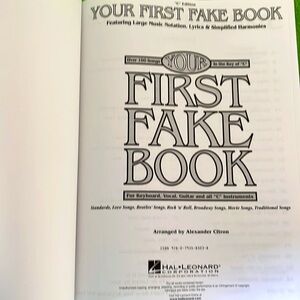 "C" Edition
YOUR FIRST FAKE BOOK
Featuring Large Music Notation, Lyrics & Simplified Harmonies
Over 100 Songs in the Key of "C"
YOUR
FIRST
FAKE
BOOK
For Keyboard, Vocal, Guitar and all "C" Instruments
Standards, Love Songs, Beatles' Songs, Rock 'n' Roll, Broadway Songs, Movie Songs, Traditional Songs
Arranged by Alexander Citron
ISBN
HAL•LEONARD
CORPORATION